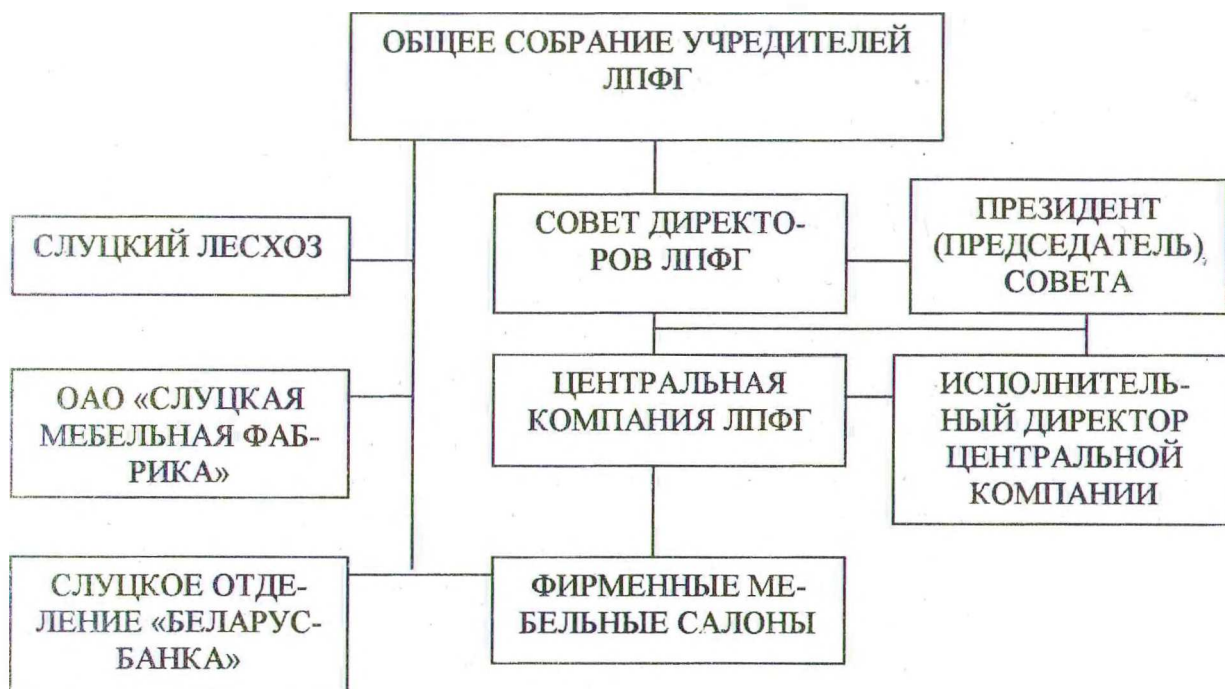 ОБЩЕЕ СОБРАНИЕ УЧРЕДИТЕЛЕЙ
ЛПФГ
СЛУЦКИЙ ЛЕСХОЗ
СОВЕТ ДИРЕКТО-
РОВ ЛПФГ
ПРЕЗИДЕНТ
(ПРЕДСЕДАТЕЛЬ)
СОВЕТА
ОАО «СЛУЦКАЯ
МЕБЕЛЬНАЯ ФАБ-
РИКА»
ЦЕНТРАЛЬНАЯ
КОМПАНИЯ ЛПФГ
ИСПОЛНИТЕЛЬ-
НЫЙ ДИРЕКТОР
ЦЕНТРАЛЬНОЙ
КОМПАНИИ
СЛУЦКОЕ ОТДЕ-
ЛЕНИЕ «БЕЛАРУС-
БАНКА»
ФИРМЕННЫЕ МЕ-
БЕЛЬНЫЕ САЛОНЫ